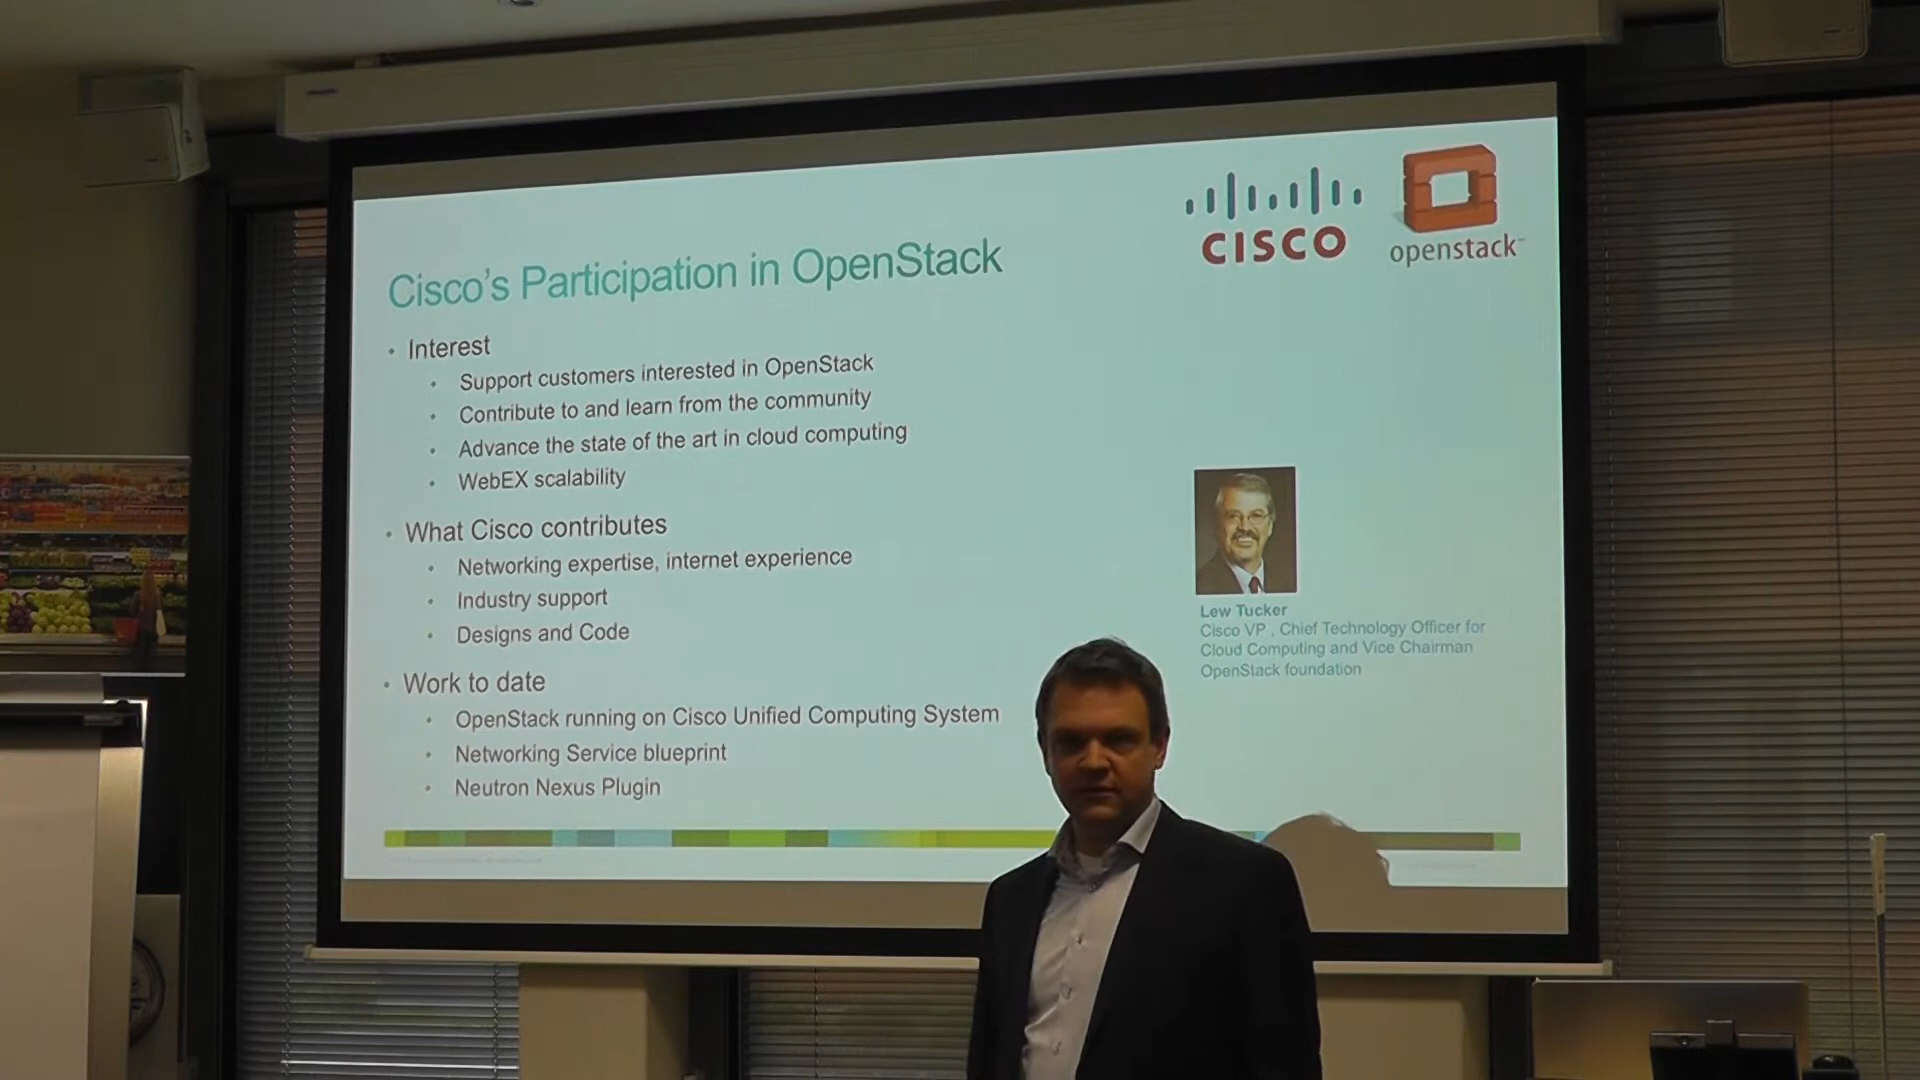 CISCO
openstack
Cisco's Participation in OpenStack
• Interest
• Support customers interested in OpenStack
• Contribute to and learn from the community
• Advance the state of the art in cloud computing
• WebEX scalability
• What Cisco contributes
• Networking expertise, internet experience
• Industry support
• Designs and Code
• Work to date
• OpenStack running on Cisco Unified Computing System
• Networking Service blueprint
• Neutron Nexus Plugin
Lew Tucker
Cisco VP , Chief Technology Officer for
Cloud Computing and Vice Chairman
OpenStack foundation